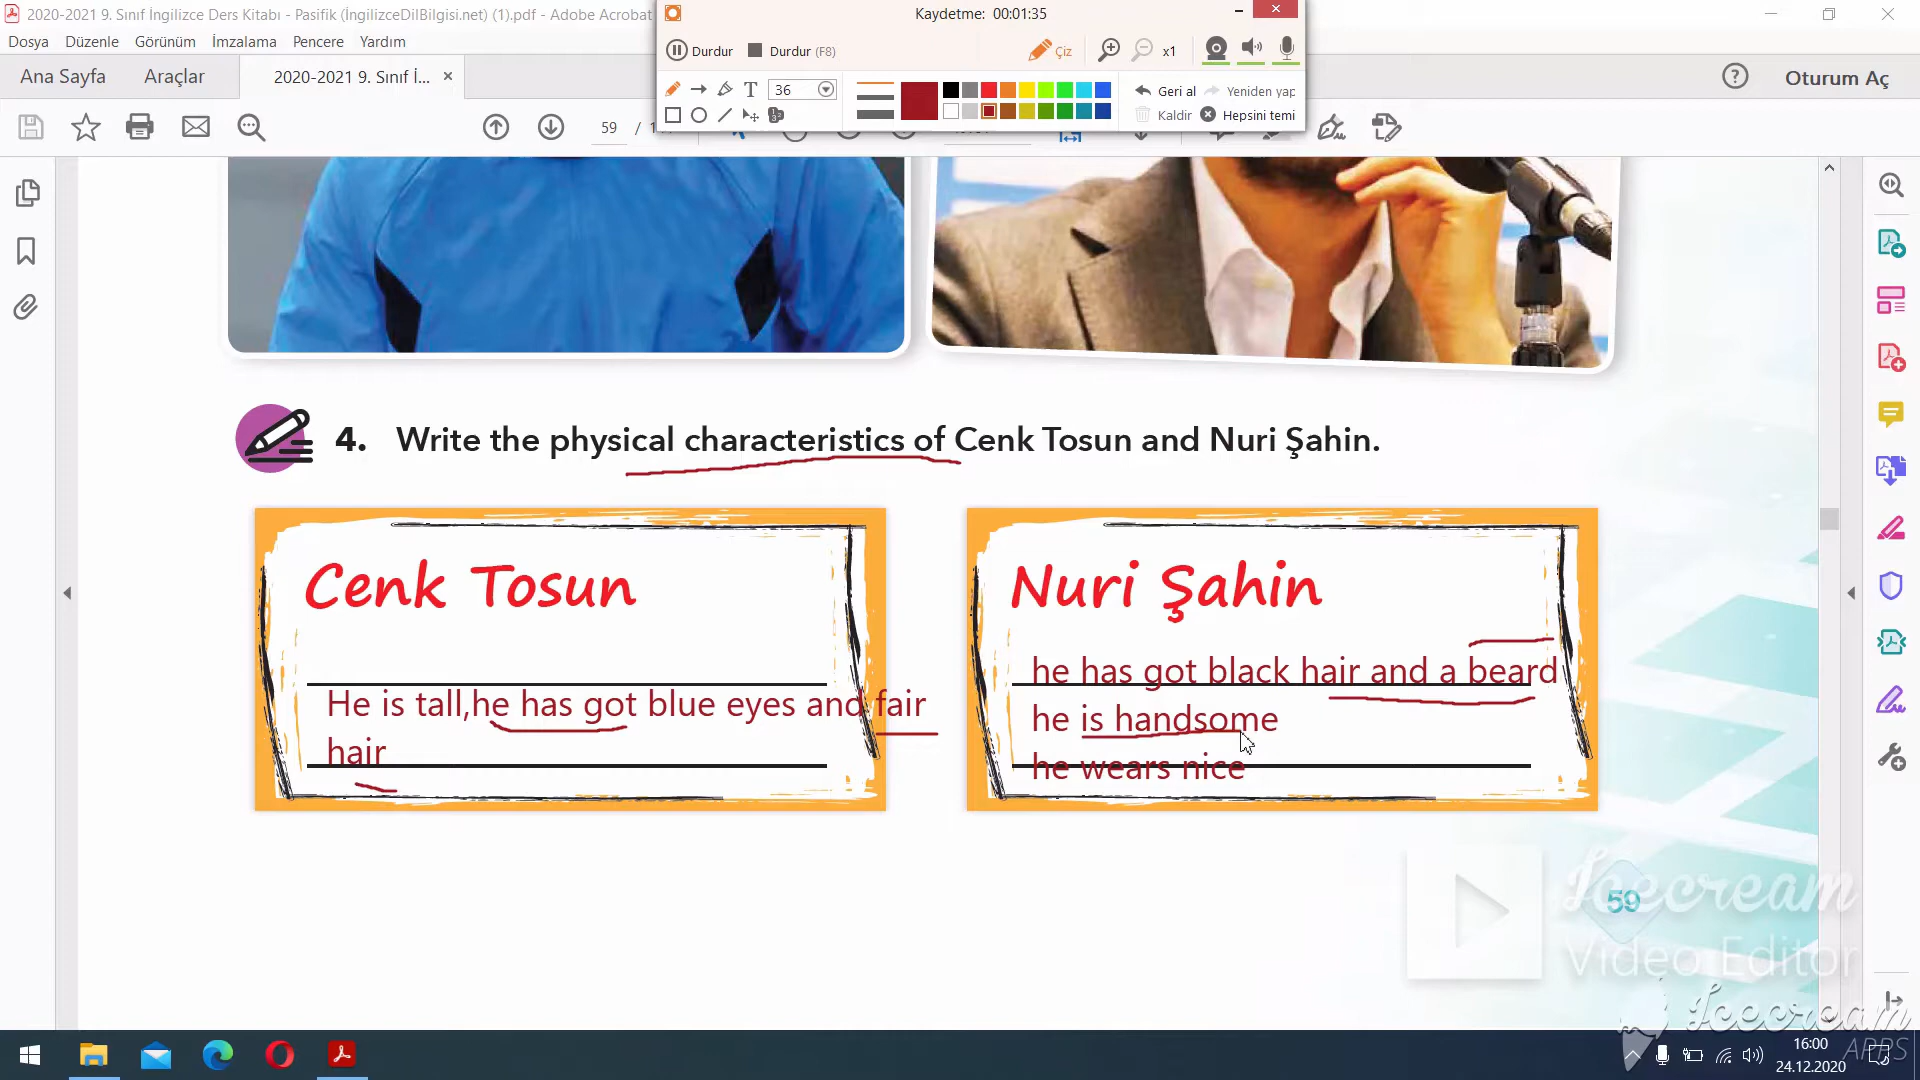 2020-2021 9. Sınıf İngilizce Ders Kitabı - Pasifik (İngilizceDilBilgisi.net) (1).pdf - Adobe Acrobat
Kaydetme: 00:01:35
Dosya Düzenle Görünüm İmzalama Pencere Yardım
Durdur Durdur (F8) Çiz x1
Ana Sayfa Araçlar 2020-2021 9. Sınıf İ... × Oturum Aç
T 36 Geri al Yeniden yap
Kaldır Hepsini temi
59 /
4. Write the physical characteristics of Cenk Tosun and Nuri Şahin.
Cenk Tosun
He is tall,he has got blue eyes and fair
hair
Nuri Şahin
he has got black hair and a beard
he is handsome
he wears nice
59
Icecream
Video Editor
Icecream
APPS
16:00
24.12.2020